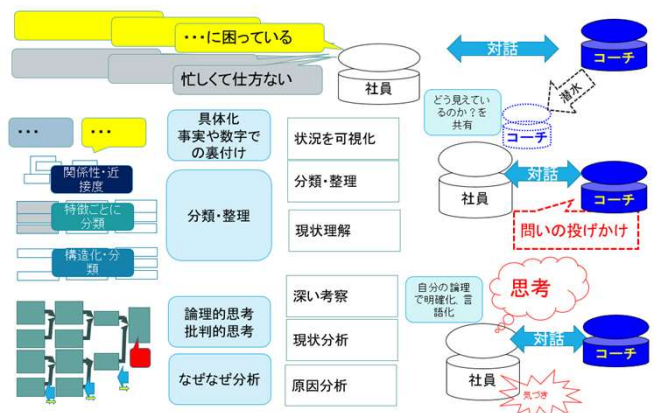 ・・・に困っている
忙しくて仕方ない
社員
対話
コーチ
・・・
・・・
具体化
事実や数字で
の裏付け
状況を可視化
どう見えてい
るのか?を
共有
潜水
コーチ
関係性・近
接度
特徴ごとに
分類
構造化・分
類
分類・整理
分類・整理
現状理解
社員
対話
コーチ
問いの投げかけ
論理的思考
批判的思考
なぜなぜ分析
深い考察
現状分析
原因分析
自分の論理
で明確化、言
語化
思考
社員
対話
コーチ
気づき